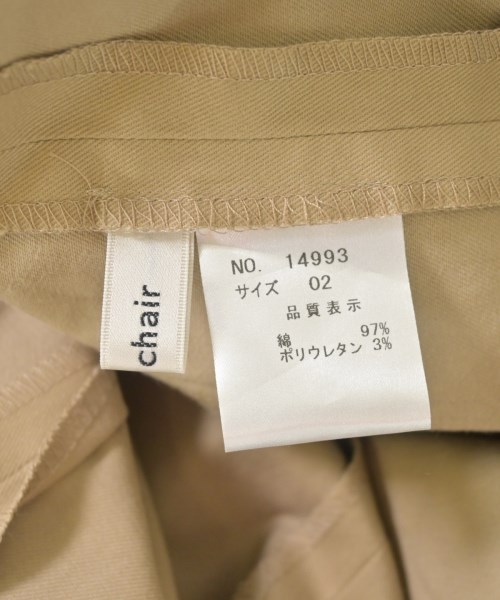 chair
NO. 14993
サイズ 02
品質表示
綿 97%
ポリウレタン 3%